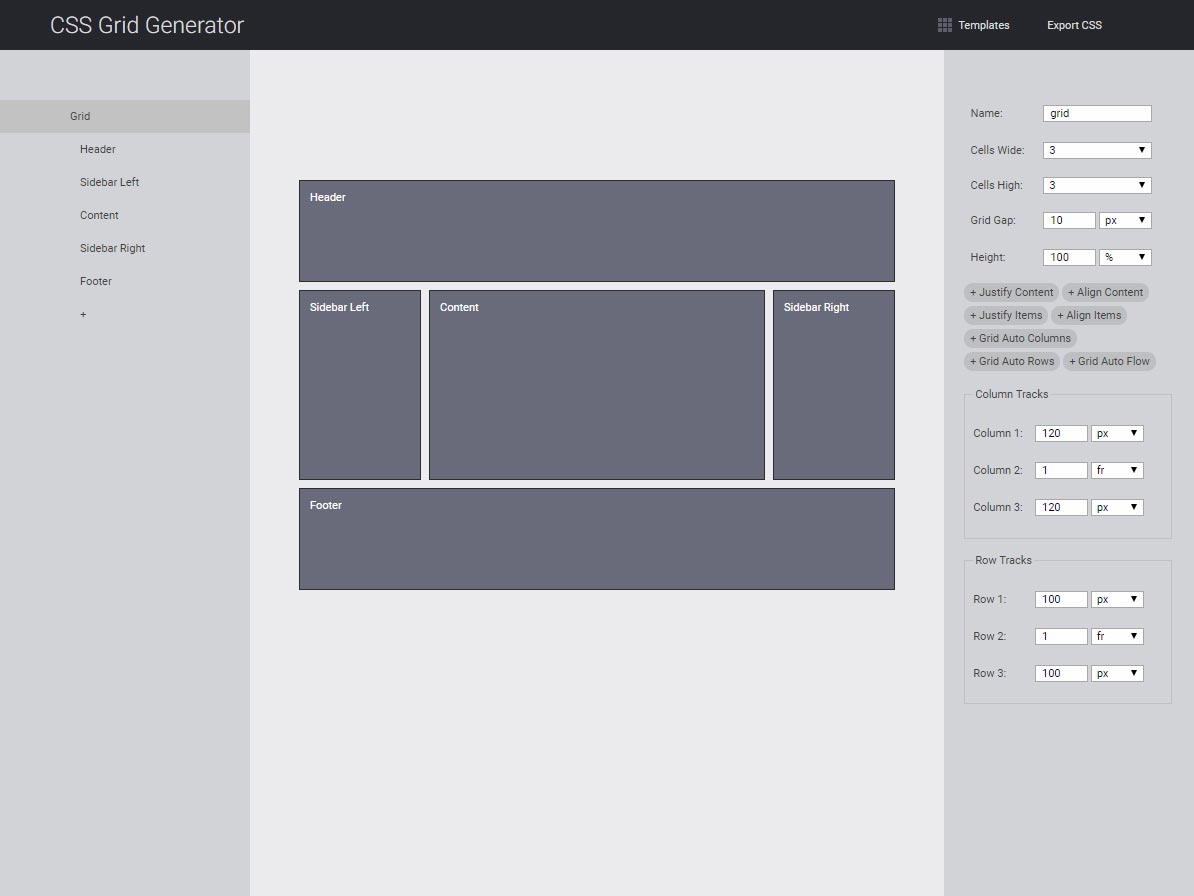 CSS Grid Generator
Templates
Export CSS
Grid
Header
Sidebar Left
Content
Sidebar Right
Footer
+
Header
Sidebar Left
Content
Sidebar Right
Footer
Name: grid
Cells Wide: 3
Cells High: 3
Grid Gap: 10 px
Height: 100 %
+ Justify Content + Align Content
+ Justify Items + Align Items
+ Grid Auto Columns
+ Grid Auto Rows + Grid Auto Flow
Column Tracks
Column 1: 120 px
Column 2: 1 fr
Column 3: 120 px
Row Tracks
Row 1: 100 px
Row 2: 1 fr
Row 3: 100 px